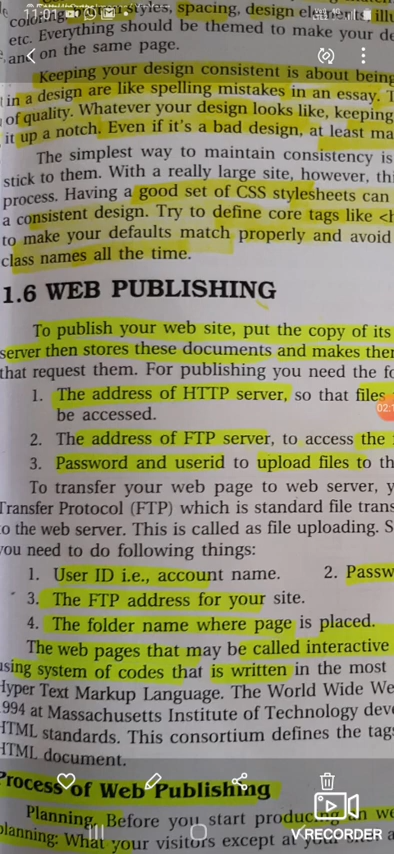 11:01
spacing, design elements illu
etc. Everything should be themed to make your de
and on the same page.
Keeping your design consistent is about being
in a design are like spelling mistakes in an essay. T
of quality. Whatever your design looks like, keeping
it up a notch. Even if it's a bad design, at least ma
The simplest way to maintain consistency is
stick to them. With a really large site, however, thi
process. Having a good set of CSS stylesheets can
a consistent design. Try to define core tags like <h
to make your defaults match properly and avoid
class names all the time.
1.6 WEB PUBLISHING
To publish your web site, put the copy of its
server then stores these documents and makes ther
that request them. For publishing you need the fo
1. The address of HTTP server, so that files
be accessed.
02:1
2. The address of FTP server, to access the
3. Password and userid to upload files to th
To transfer your web page to web server, y
Transfer Protocol (FTP) which is standard file trans
to the web server. This is called as file uploading. S
you need to do following things:
1. User ID i.e., account name. 2. Passw
3. The FTP address for your site.
4. The folder name where page is placed.
The web pages that may be called interactive
using system of codes that is written in the most
Hyper Text Markup Language. The World Wide We
1994 at Massachusetts Institute of Technology deve
HTML standards. This consortium defines the tags
HTML document.
Process of Web Publishing
Planning. Before you start producing
planning: What your visitors except at your
V.RECORDER